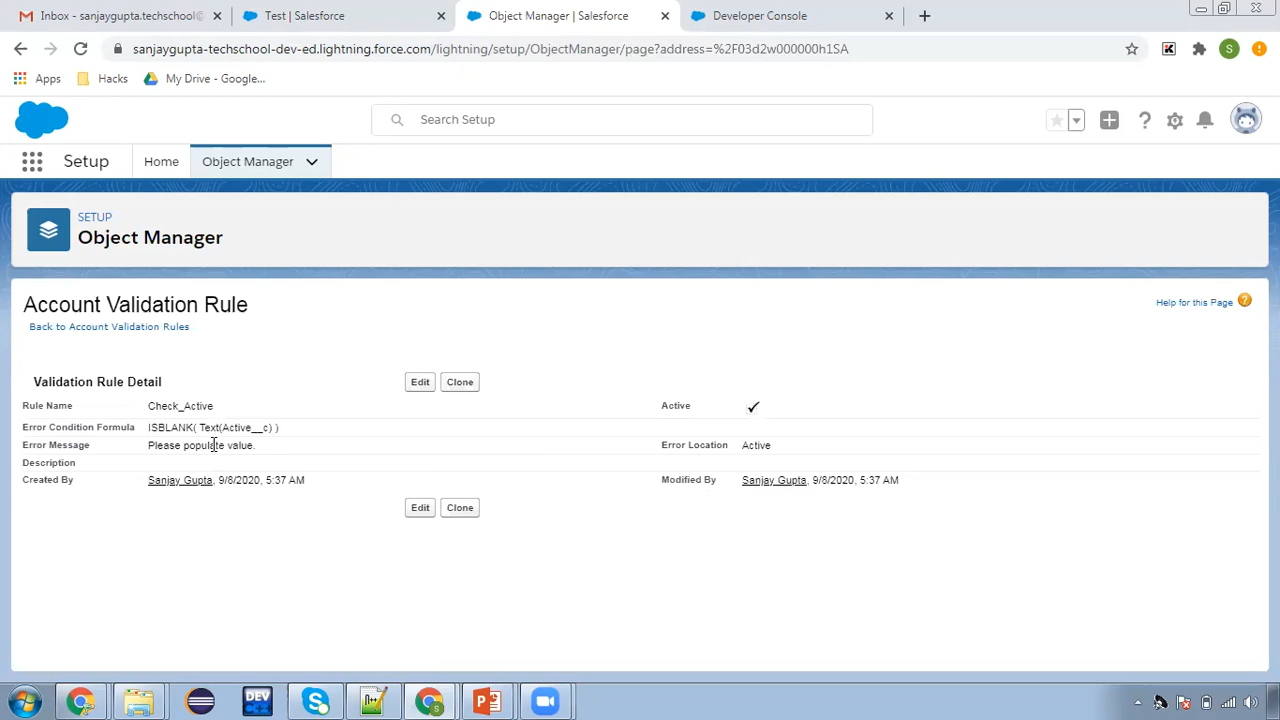 Inbox - sanjaygupta.techschool@
Test | Salesforce
Object Manager | Salesforce
Developer Console
sanjaygupta-techschool-dev-ed.lightning.force.com/lightning/setup/ObjectManager/page?address=%2F03d2w000000h1SA
S
Apps
Hacks
My Drive - Google...
Search Setup
Setup
Home
Object Manager
SETUP
Object Manager
Account Validation Rule
Help for this Page
Back to Account Validation Rules
Validation Rule Detail
Edit
Clone
Rule Name
Check_Active
Active
Error Condition Formula
ISBLANK( Text(Active__c) )
Error Message
Please populate value.
Error Location
Active
Description
Created By
Sanjay Gupta, 9/8/2020, 5:37 AM
Modified By
Sanjay Gupta, 9/8/2020, 5:37 AM
Edit
Clone
DEV